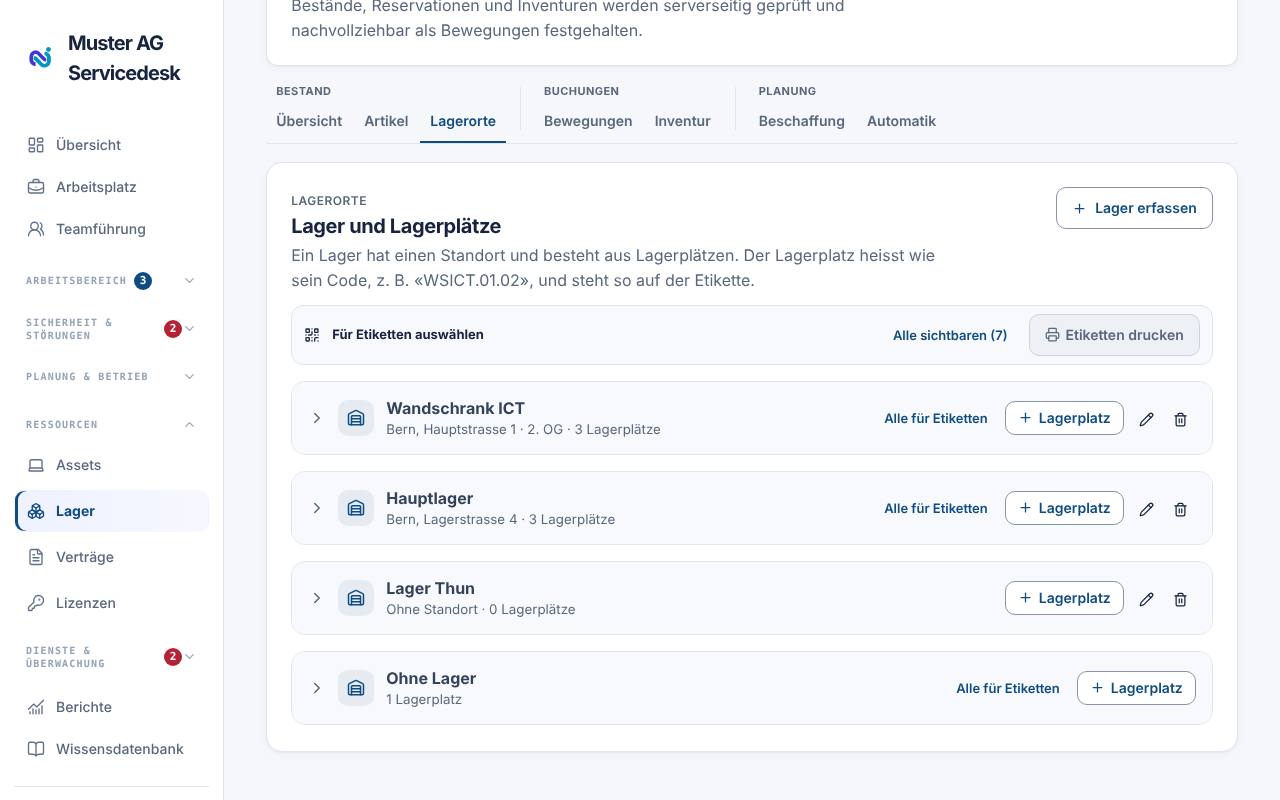 Muster AG
Servicedesk
Übersicht
Arbeitsplatz
Teamführung
ARBEITSBEREICH 3
SICHERHEIT &
STÖRUNGEN 2
PLANUNG & BETRIEB
RESSOURCEN
Assets
Lager
Verträge
Lizenzen
DIENSTE &
ÜBERWACHUNG 2
Berichte
Wissensdatenbank
Bestände, Reservationen und Inventuren werden serverseitig geprüft und
nachvollziehbar als Bewegungen festgehalten.
BESTAND
Übersicht Artikel Lagerorte
BUCHUNGEN
Bewegungen Inventur
PLANUNG
Beschaffung Automatik
LAGERORTE
Lager und Lagerplätze
Ein Lager hat einen Standort und besteht aus Lagerplätzen. Der Lagerplatz heisst wie
sein Code, z. B. «WSICT.01.02», und steht so auf der Etikette.
+ Lager erfassen
Für Etiketten auswählen Alle sichtbaren (7) Etiketten drucken
Wandschrank ICT
Bern, Hauptstrasse 1 · 2. OG · 3 Lagerplätze
Alle für Etiketten + Lagerplatz
Hauptlager
Bern, Lagerstrasse 4 · 3 Lagerplätze
Alle für Etiketten + Lagerplatz
Lager Thun
Ohne Standort · 0 Lagerplätze
+ Lagerplatz
Ohne Lager
1 Lagerplatz
Alle für Etiketten + Lagerplatz